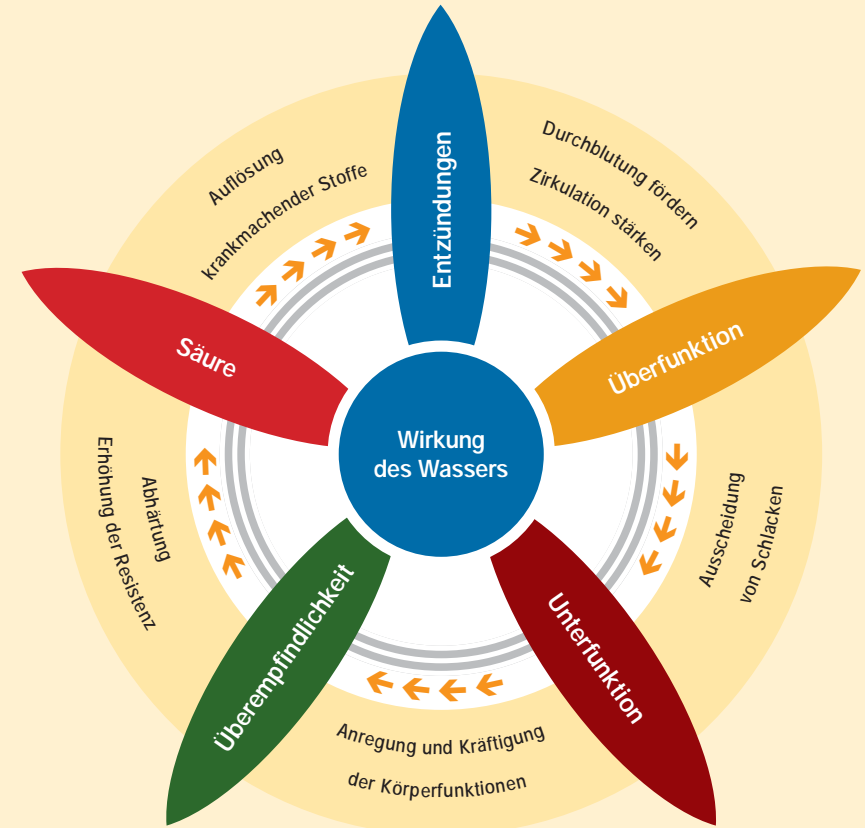 Entzündungen
Durchblutung fördern
Zirkulation stärken
Überfunktion
Ausscheidung
von Schlacken
Unterfunktion
Anregung und Kräftigung
der Körperfunktionen
Überempfindlichkeit
Abhärtung
Erhöhung der Resistenz
Säure
Auflösung
krankmachender Stoffe
Wirkung
des Wassers